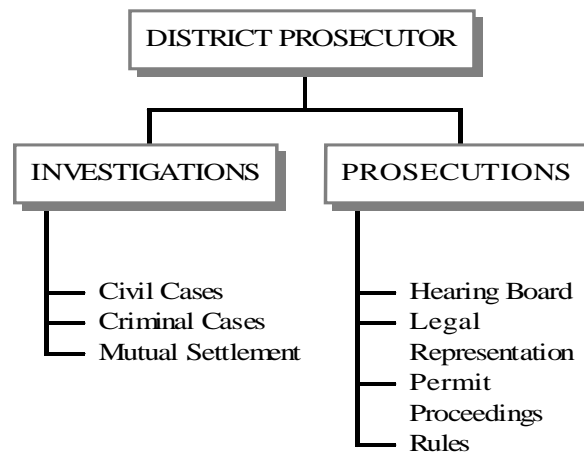 DISTRICT PROSECUTOR
INVESTIGATIONS
Civil Cases
Criminal Cases
Mutual Settlement
PROSECUTIONS
Hearing Board
Legal
Representation
Permit
Proceedings
Rules